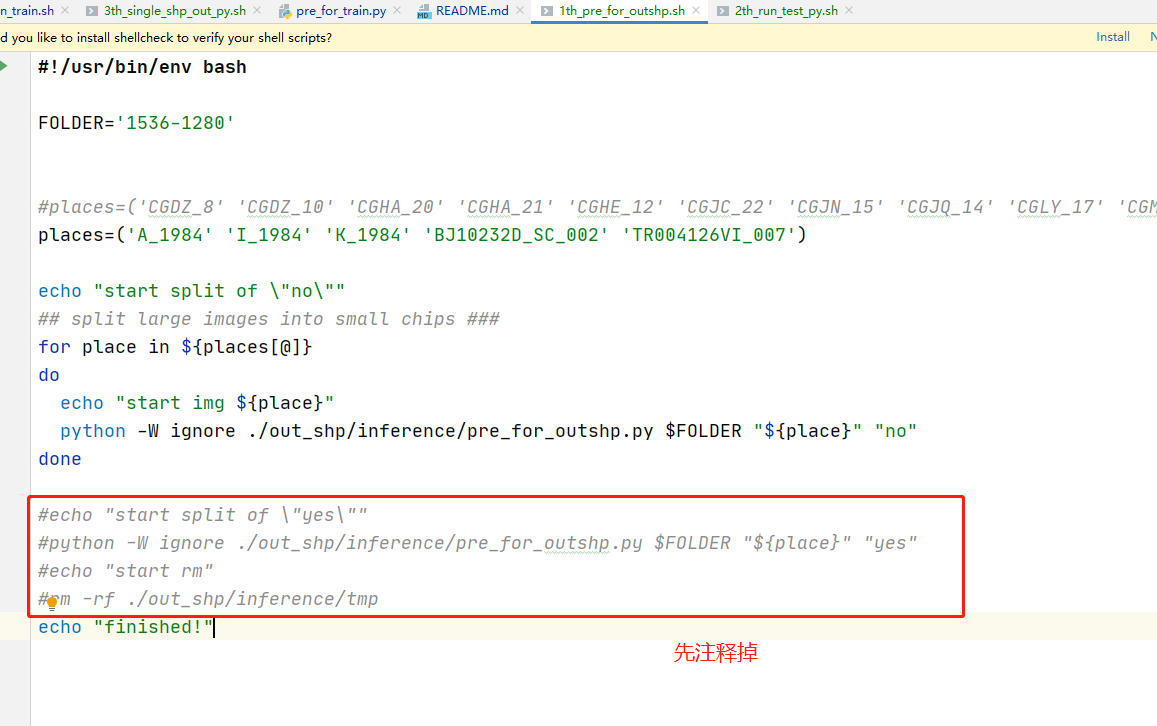 n_train.sh 3th_single_shp_out_py.sh pre_for_train.py README.md 1th_pre_for_outshp.sh 2th_run_test_py.sh
d you like to install shellcheck to verify your shell scripts? Install
#!/usr/bin/env bash
FOLDER='1536-1280'
#places=('CGDZ_8' 'CGDZ_10' 'CGHA_20' 'CGHA_21' 'CGHE_12' 'CGJC_22' 'CGJN_15' 'CGJQ_14' 'CGLY_17' 'CGM
places=('A_1984' 'I_1984' 'K_1984' 'BJ10232D_SC_002' 'TR004126VI_007')
echo "start split of \"no\""
## split large images into small chips ###
for place in ${places[@]}
do
echo "start img ${place}"
python -W ignore ./out_shp/inference/pre_for_outshp.py $FOLDER "${place}" "no"
done
#echo "start split of \"yes\""
#python -W ignore ./out_shp/inference/pre_for_outshp.py $FOLDER "${place}" "yes"
#echo "start rm"
#rm -rf ./out_shp/inference/tmp
echo "finished!"
先注释掉